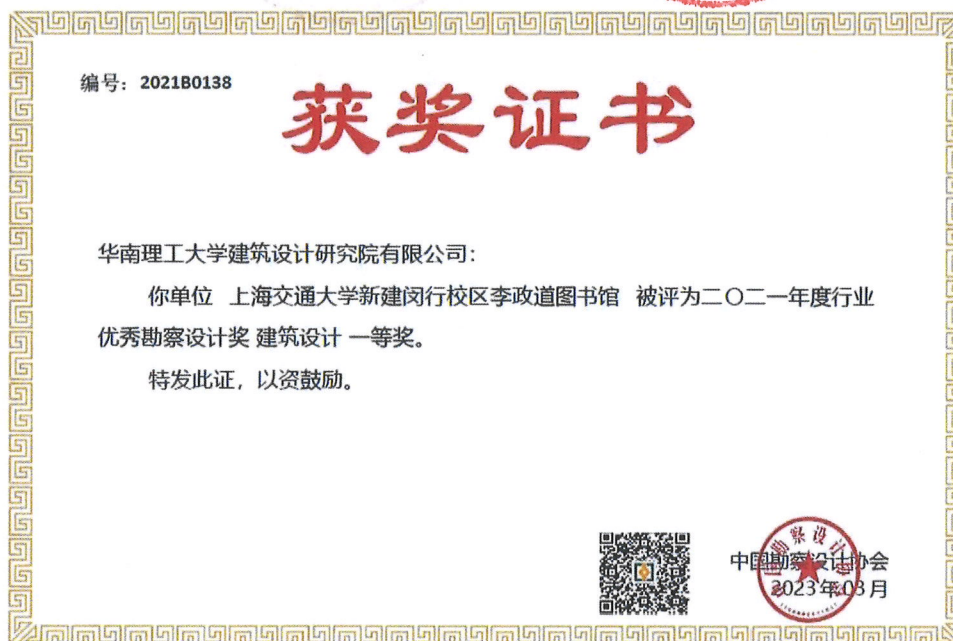 编号：2021B0138
获奖证书
华南理工大学建筑设计研究院有限公司：
你单位 上海交通大学新建闵行校区李政道图书馆 被评为二〇二一年度行业
优秀勘察设计奖 建筑设计 一等奖。
特发此证，以资鼓励。
中国勘察设计协会
2023年03月